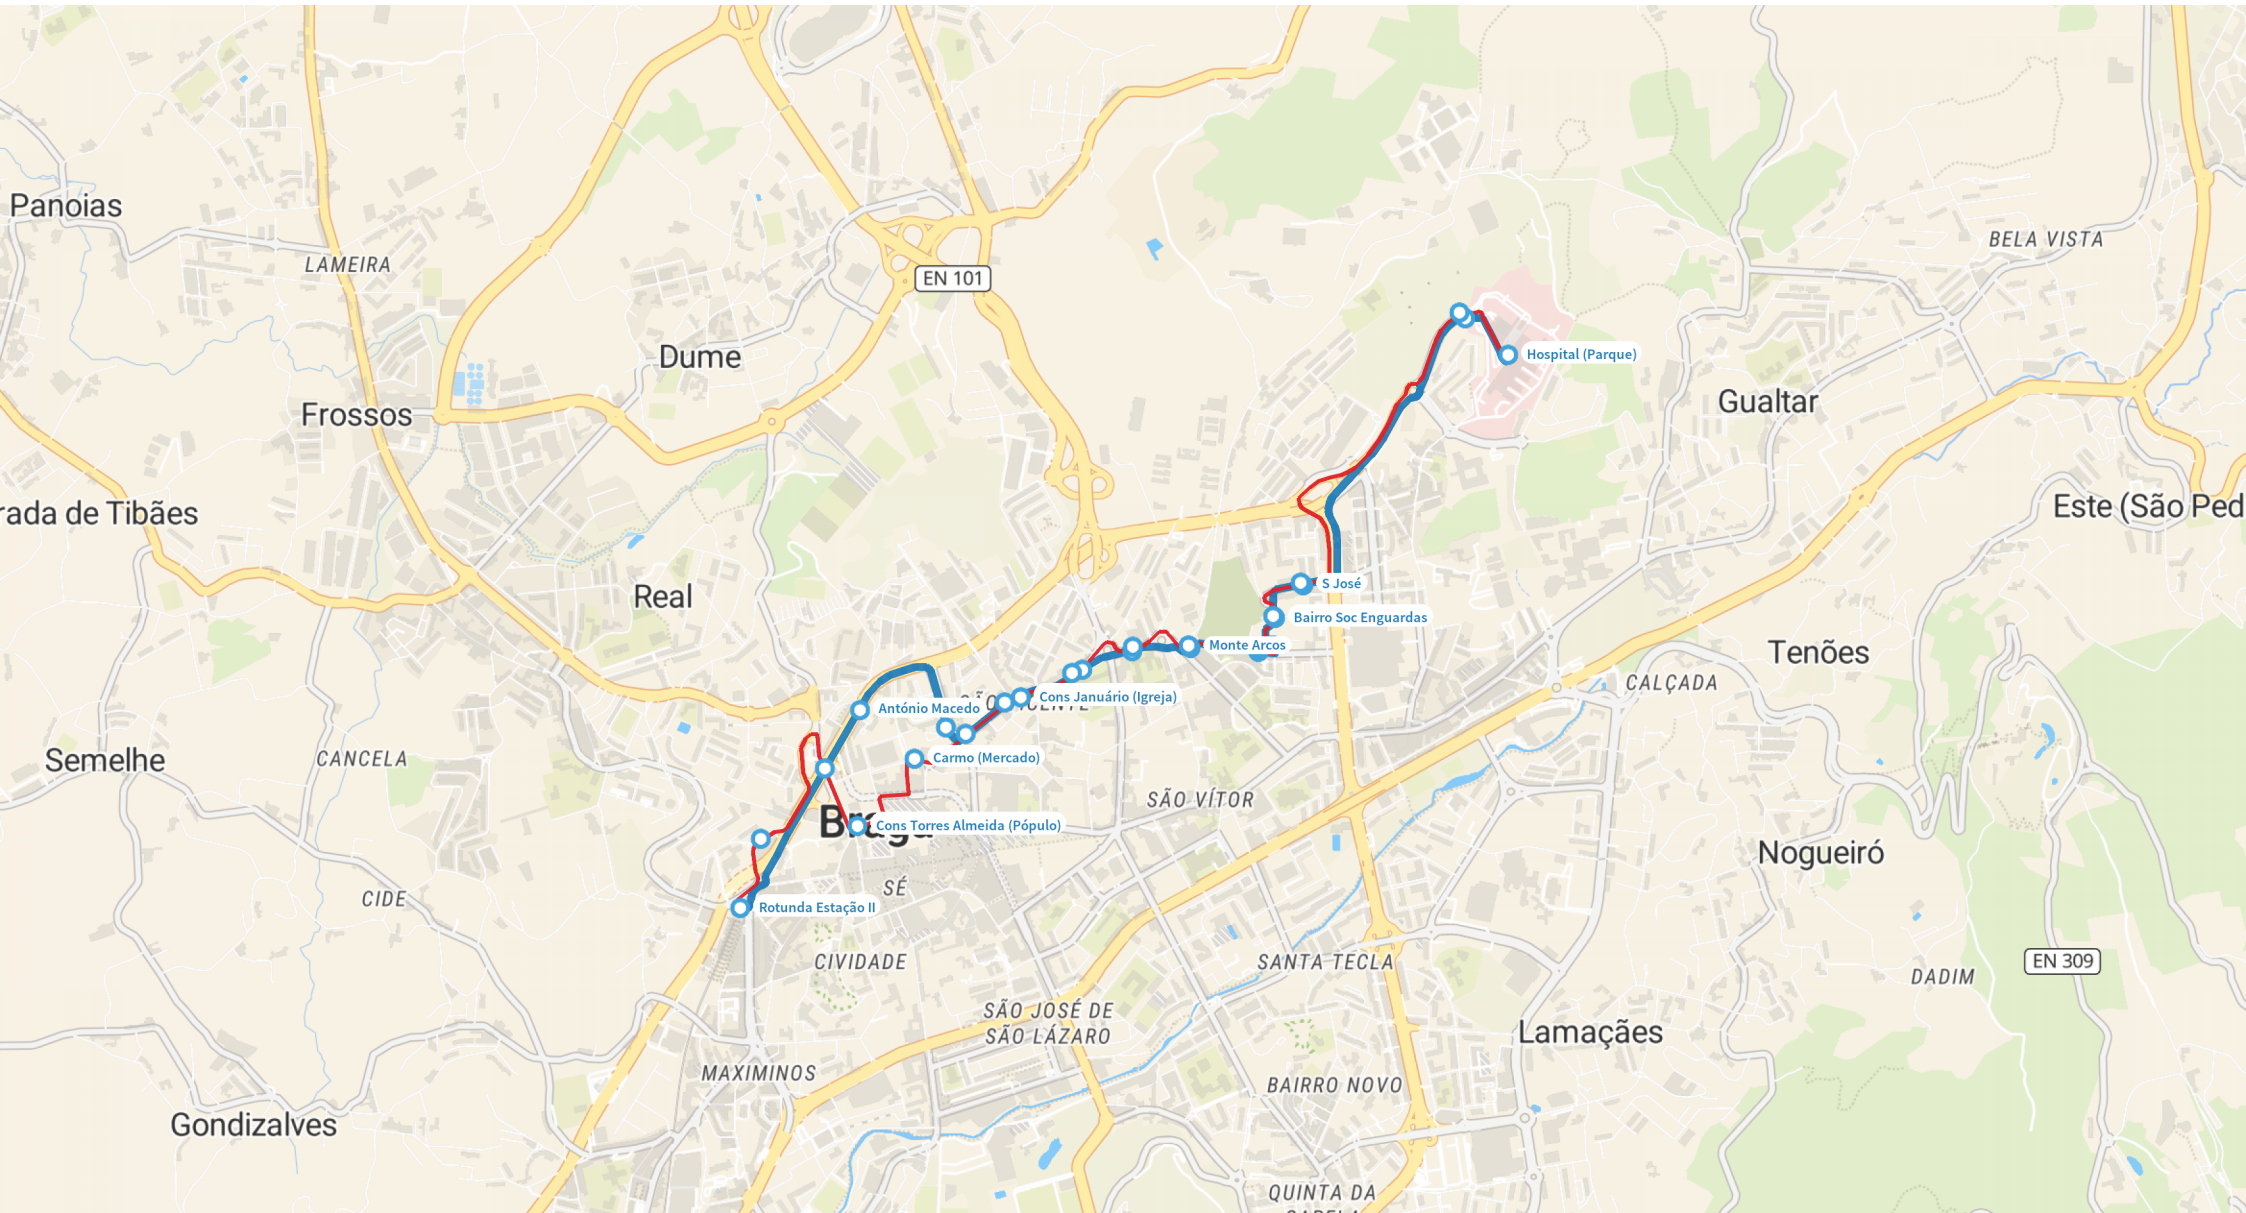 Panoias
BELA VISTA
LAMEIRA
EN 101
Dume
Hospital (Parque)
Gualtar
Frossos
rada de Tibães
Este (São Ped
S José
Real
Bairro Soc Enguardas
Monte Arcos
Tenões
CALÇADA
Cons Januário (Igreja)
António Macedo
Semelhe
CANCELA
Carmo (Mercado)
SÃO VÍTOR
Braga
Cons Torres Almeida (Pópulo)
Nogueiró
SÉ
CIDE
Rotunda Estação II
CIVIDADE
SANTA TECLA
EN 309
DADIM
SÃO JOSÉ DE
SÃO LÁZARO
Lamaçães
MAXIMINOS
BAIRRO NOVO
Gondizalves
QUINTA DA